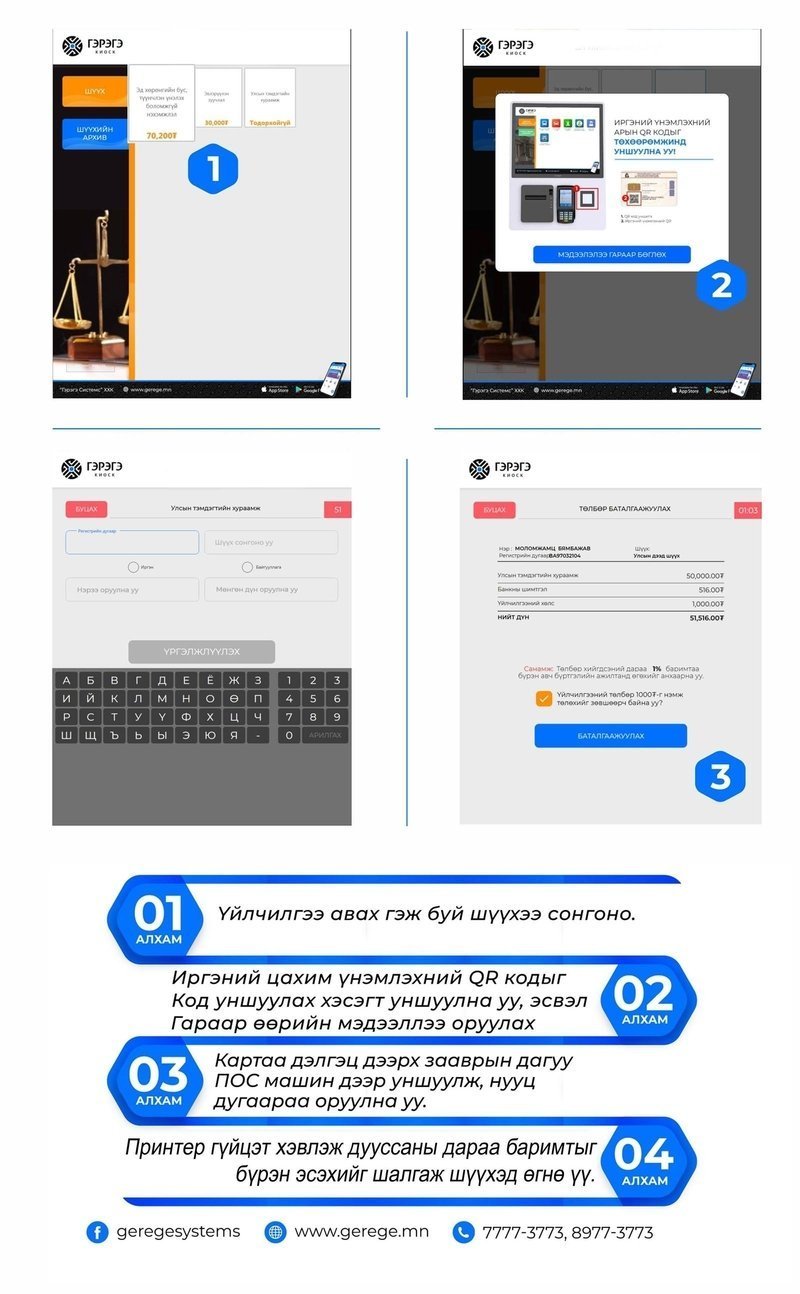 ГЭРЭГЭ
КИОСК
ШҮҮХ
ШҮҮХИЙН
АРХИВ
Эд хөрөнгийн бус,
түүнчлэн үнэлэх
боломжгүй
нэхэмжлэл
70,200₮
30,000₮
Улсын тэмдэгтийн
хураамж
Тодорхойгүй
1
"Гэрэгэ Системс" ХХК
www.gerege.mn
App Store
Google
ГЭРЭГЭ
КИОСК
ИРГЭНИЙ ҮНЭМЛЭХНИЙ
АРЫН QR КОДЫГ
ТӨХӨӨРӨМЖИНД
УНШУУЛНА УУ!
МЭДЭЭЛЭЛЭЭ ГАРААР БӨГЛӨХ
2
"Гэрэгэ Системс" ХХК
www.gerege.mn
App Store
Google
ГЭРЭГЭ
КИОСК
БУЦАХ
Улсын тэмдэгтийн хураамж
51
Регистрийн дугаар
Шүүх сонгоно уу
Иргэн
Байгууллага
Нэрээ оруулна уу
Мөнгөн дүн оруулна уу
ҮРГЭЛЖЛҮҮЛЭХ
А Б В Г Д Е Ё Ж З 1 2 3
И Й К Л М Н О Ө П 4 5 6
Р С Т У Ү Ф Х Ц Ч 7 8 9
Ш Щ Ъ Ь Ы Э Ю Я - 0 АРИЛГАХ
ГЭРЭГЭ
КИОСК
БУЦАХ
ТӨЛБӨР БАТАЛГААЖУУЛАХ
01:03
Нэр : МОЛОМЖАМЦ БЯМБАЖАВ
Шүүх:
Регистрийн дугаар:ВА97032104
Улсын дээд шүүх
Улсын тэмдэгтийн хураамж 50,000.00₮
Банкны шимтгэл 516.00₮
Үйлчилгээний хөлс 1,000.00₮
НИЙТ ДҮН 51,516.00₮
Санамж: Төлбөр хийгдсэний дараа 1% баримтаа
бүрэн авч бүртгэлийн ажилтанд өгөхийг анхаарна уу.
Үйлчилгээний төлбөр 1000₮-г нэмж
төлөхийг зөвшөөрч байна уу?
БАТАЛГААЖУУЛАХ
3
01
АЛХАМ
Үйлчилгээ авах гэж буй шүүхээ сонгоно.
Иргэний цахим үнэмлэхний QR кодыг
Код уншуулах хэсэгт уншуулна уу, эсвэл
Гараар өөрийн мэдээллээ оруулах
02
АЛХАМ
03
АЛХАМ
Картаа дэлгэц дээрх зааврын дагуу
ПОС машин дээр уншуулж, нууц
дугаараа оруулна уу.
Принтер гүйцэт хэвлэж дууссаны дараа баримтыг
бүрэн эсэхийг шалгаж шүүхэд өгнө үү.
04
АЛХАМ
geregesystems
www.gerege.mn
7777-3773, 8977-3773